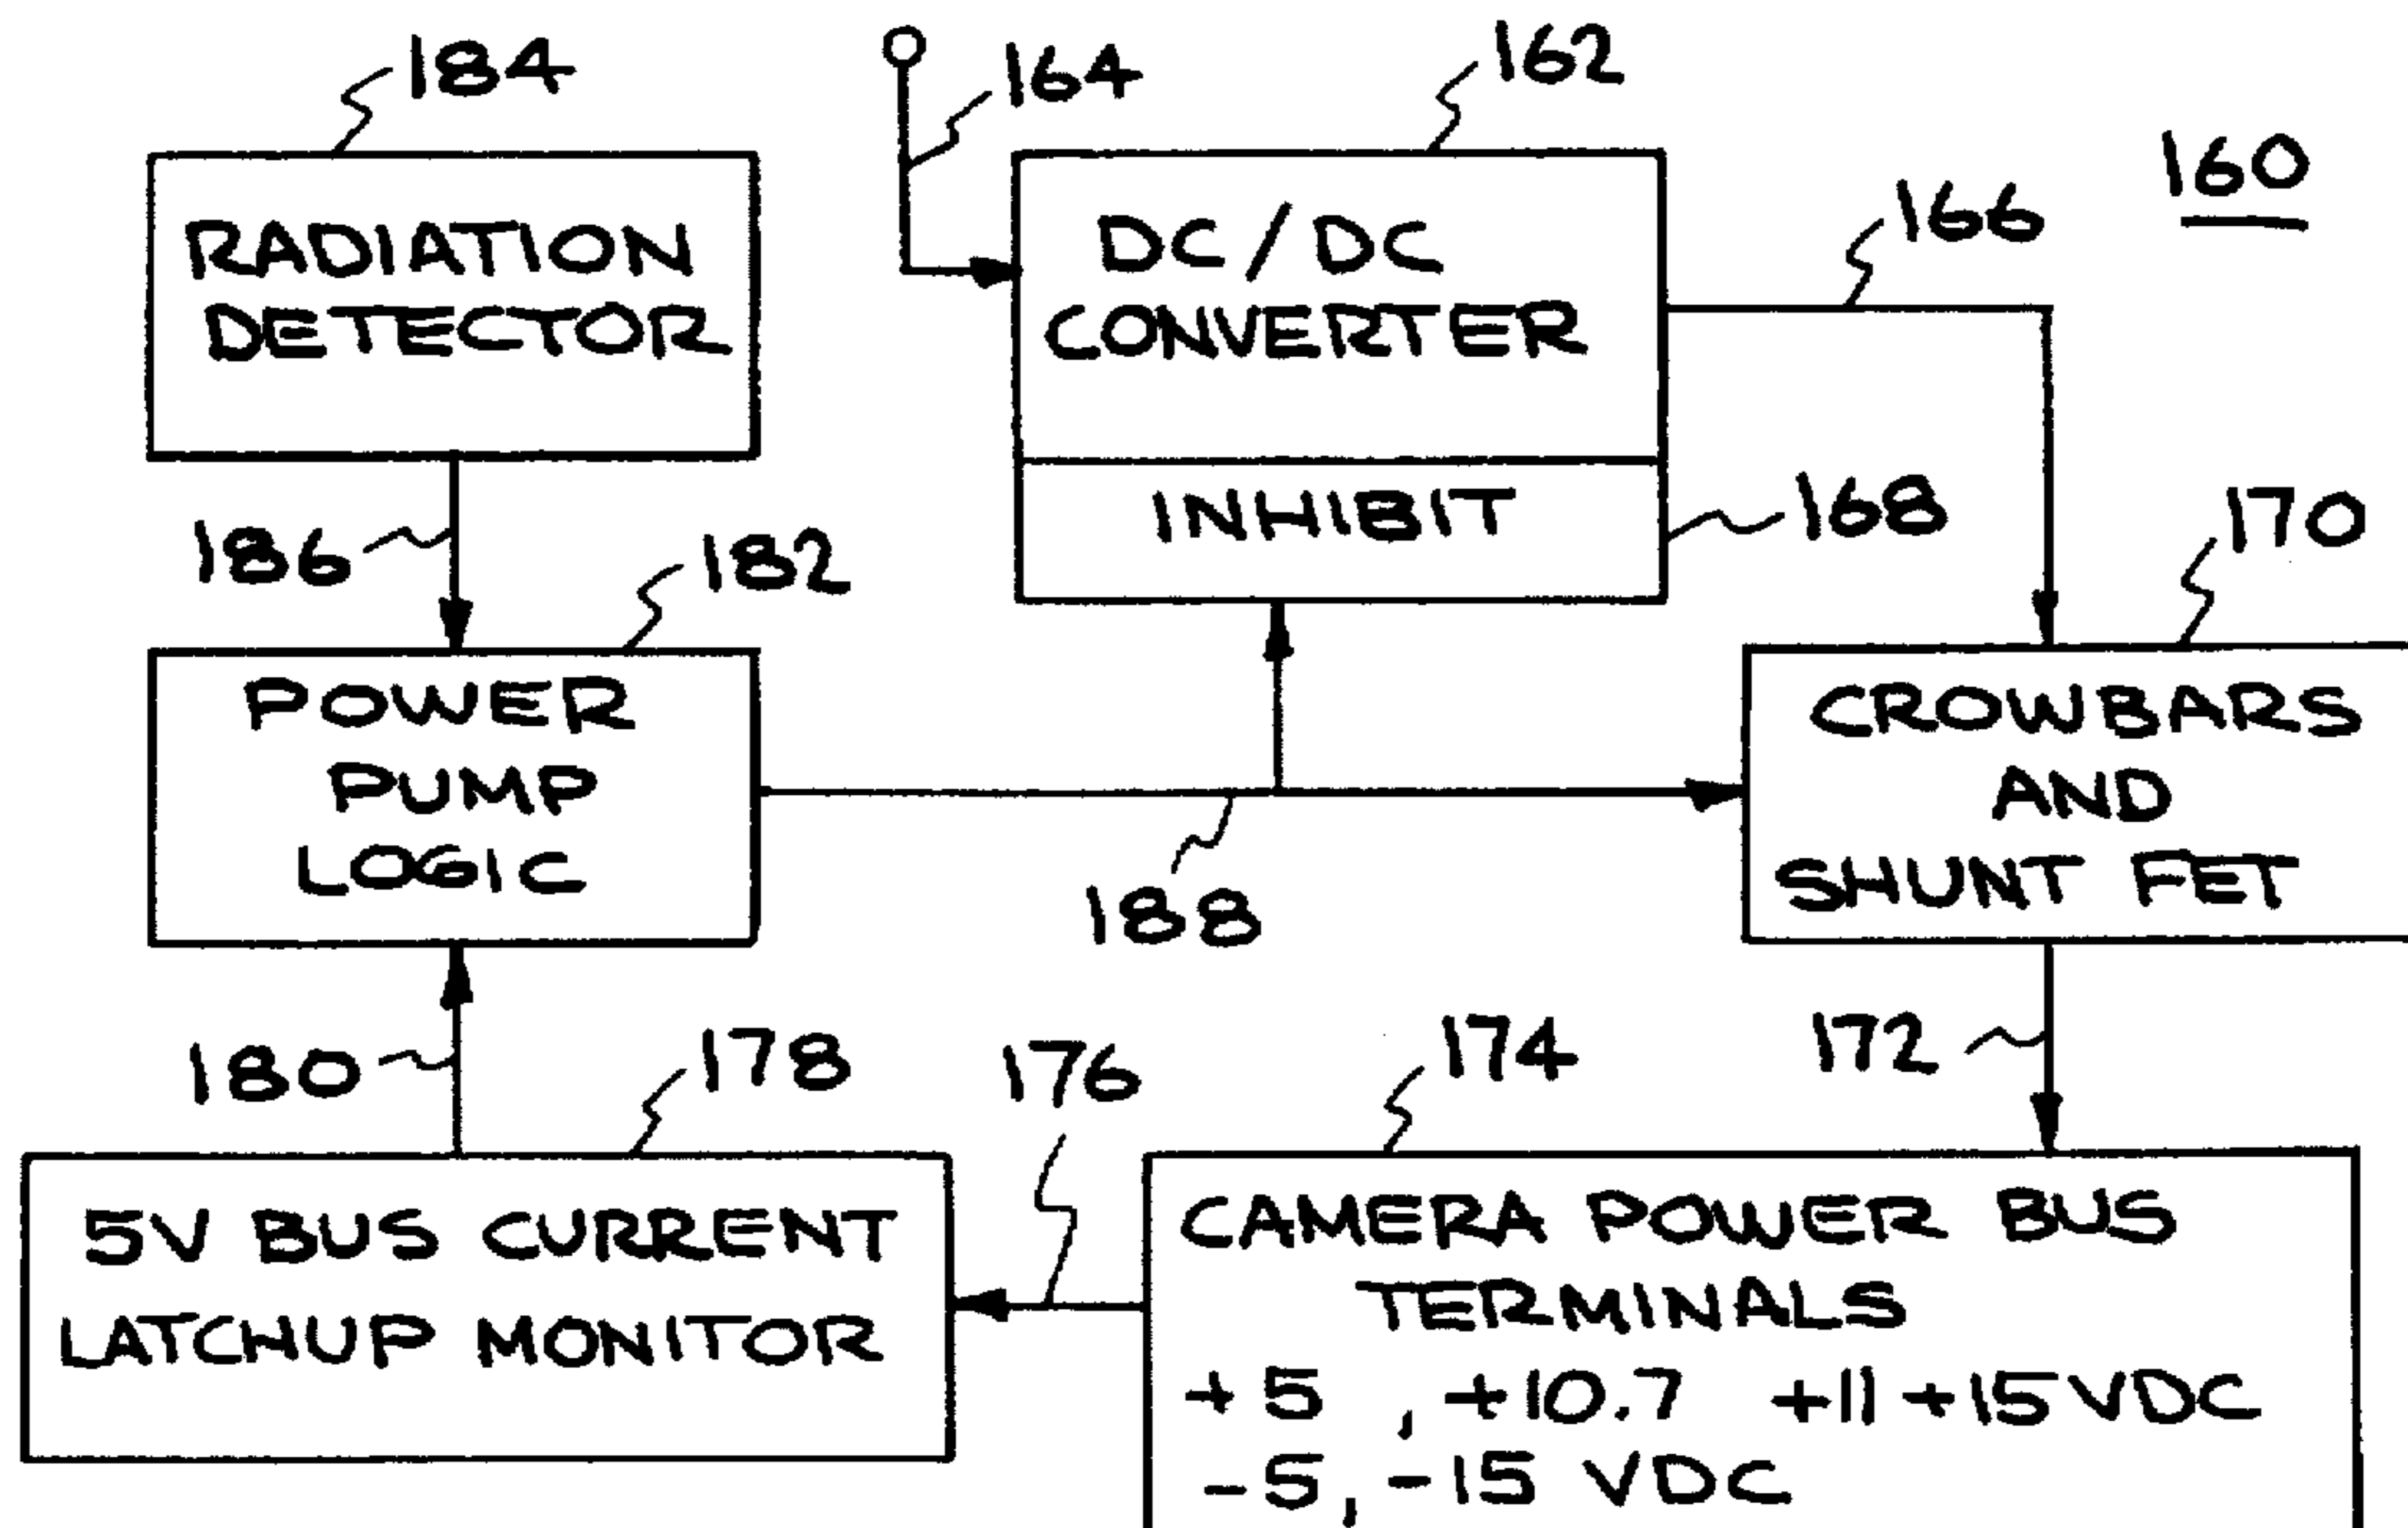 184
164
162
160
166
RADIATION
DETECTOR
DC/DC
CONVERTER
INHIBIT
168
170
186
182
POWER
PUMP
LOGIC
CROWBARS
AND
SHUNT FET
188
180
178
176
174
172
5V BUS CURRENT
LATCHUP MONITOR
CAMERA POWER BUS
TERMINALS
+5 , +10.7 +11 +15 VDC
-5, -15 VDC